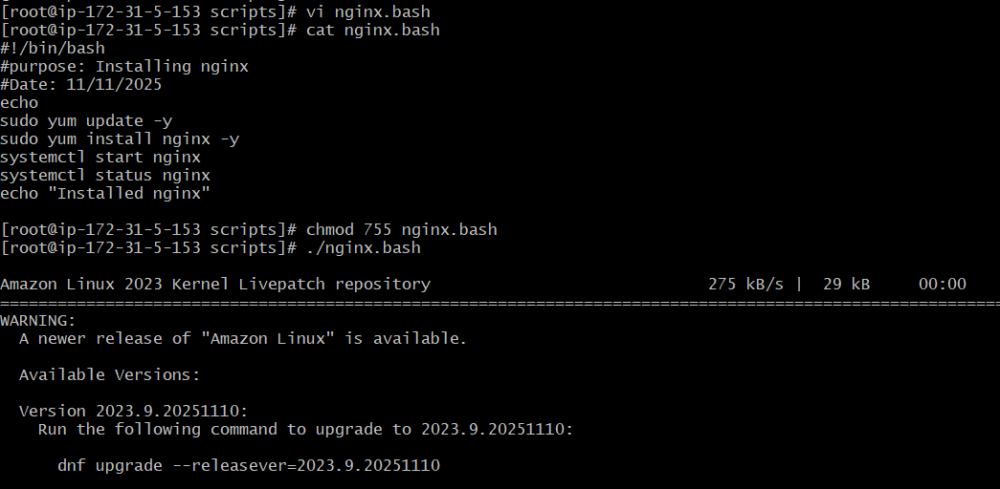 [root@ip-172-31-5-153 scripts]# vi nginx.bash
[root@ip-172-31-5-153 scripts]# cat nginx.bash
#!/bin/bash
#purpose: Installing nginx
#Date: 11/11/2025
echo
sudo yum update -y
sudo yum install nginx -y
systemctl start nginx
systemctl status nginx
echo "Installed nginx"
[root@ip-172-31-5-153 scripts]# chmod 755 nginx.bash
[root@ip-172-31-5-153 scripts]# ./nginx.bash
Amazon Linux 2023 Kernel Livepatch repository 275 kB/s | 29 kB 00:00
=========================================================================================================
WARNING:
A newer release of "Amazon Linux" is available.
Available Versions:
Version 2023.9.20251110:
Run the following command to upgrade to 2023.9.20251110:
dnf upgrade --releasever=2023.9.20251110